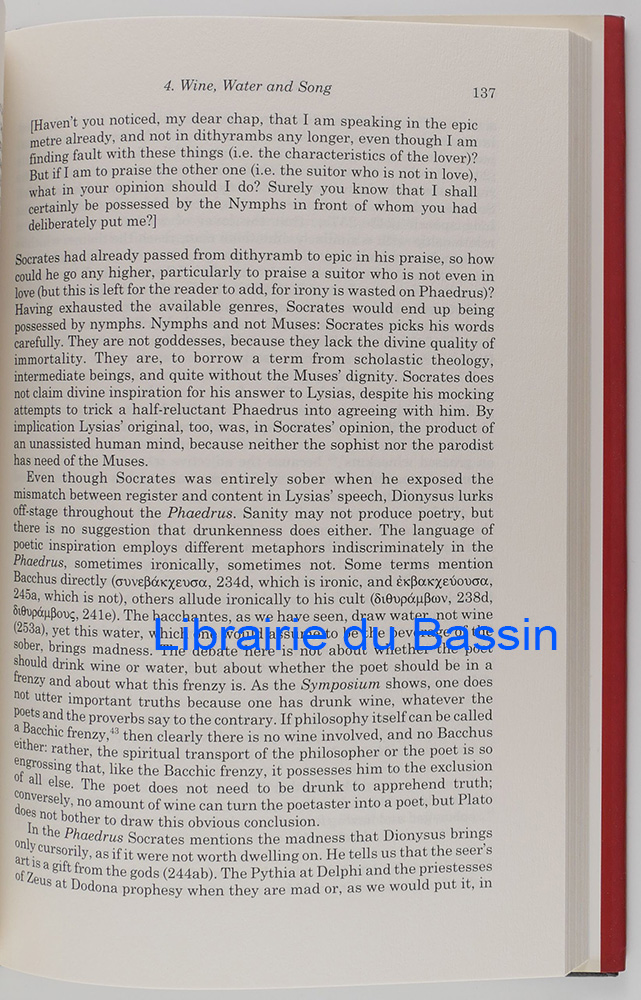 4. Wine, Water and Song
137
[Haven't you noticed, my dear chap, that I am speaking in the epic
metre already, and not in dithyrambs any longer, even though I am
finding fault with these things (i.e. the characteristics of the lover)?
But if I am to praise the other one (i.e. the suitor who is not in love),
what in your opinion should I do? Surely you know that I shall
certainly be possessed by the Nymphs in front of whom you had
deliberately put me?]
Socrates had already passed from dithyramb to epic in his praise, so how
could he go any higher, particularly to praise a suitor who is not even in
love (but this is left for the reader to add, for irony is wasted on Phaedrus)?
Having exhausted the available genres, Socrates would end up being
possessed by nymphs. Nymphs and not Muses: Socrates picks his words
carefully. They are not goddesses, because they lack the divine quality of
immortality. They are, to borrow a term from scholastic theology,
intermediate beings, and quite without the Muses' dignity. Socrates does
not claim divine inspiration for his answer to Lysias, despite his mocking
attempts to trick a half-reluctant Phaedrus into agreeing with him. By
implication Lysias' original, too, was, in Socrates' opinion, the product of
an unassisted human mind, because neither the sophist nor the parodist
has need of the Muses.
Even though Socrates was entirely sober when he exposed the
mismatch between register and content in Lysias' speech, Dionysus lurks
off-stage throughout the Phaedrus. Sanity may not produce poetry, but
there is no suggestion that drunkenness does either. The language of
poetic inspiration employs different metaphors indiscriminately in the
Phaedrus, sometimes ironically, sometimes not. Some terms mention
Bacchus directly (συνεβάκχευσα, 234d, which is ironic, and ἐκβακχεύουσα,
245a, which is not), others allude ironically to his cult (διθυράμβων, 238d,
διθυράμβους, 241e). The bacchantes, as we have seen, draw water, not wine
(253a), yet this water, which one would assume to be the beverage of the
sober, brings madness. The debate here is not about whether the poet
should drink wine or water, but about whether the poet should be in a
frenzy and about what this frenzy is. As the Symposium shows, one does
not utter important truths because one has drunk wine, whatever the
poets and the proverbs say to the contrary. If philosophy itself can be called
a Bacchic frenzy,43 then clearly there is no wine involved, and no Bacchus
either: rather, the spiritual transport of the philosopher or the poet is so
engrossing that, like the Bacchic frenzy, it possesses him to the exclusion
of all else. The poet does not need to be drunk to apprehend truth;
conversely, no amount of wine can turn the poetaster into a poet, but Plato
does not bother to draw this obvious conclusion.
In the Phaedrus Socrates mentions the madness that Dionysus brings
only cursorily, as if it were not worth dwelling on. He tells us that the seer's
art is a gift from the gods (244ab). The Pythia at Delphi and the priestesses
of Zeus at Dodona prophesy when they are mad or, as we would put it, in
Librairie du Bassin